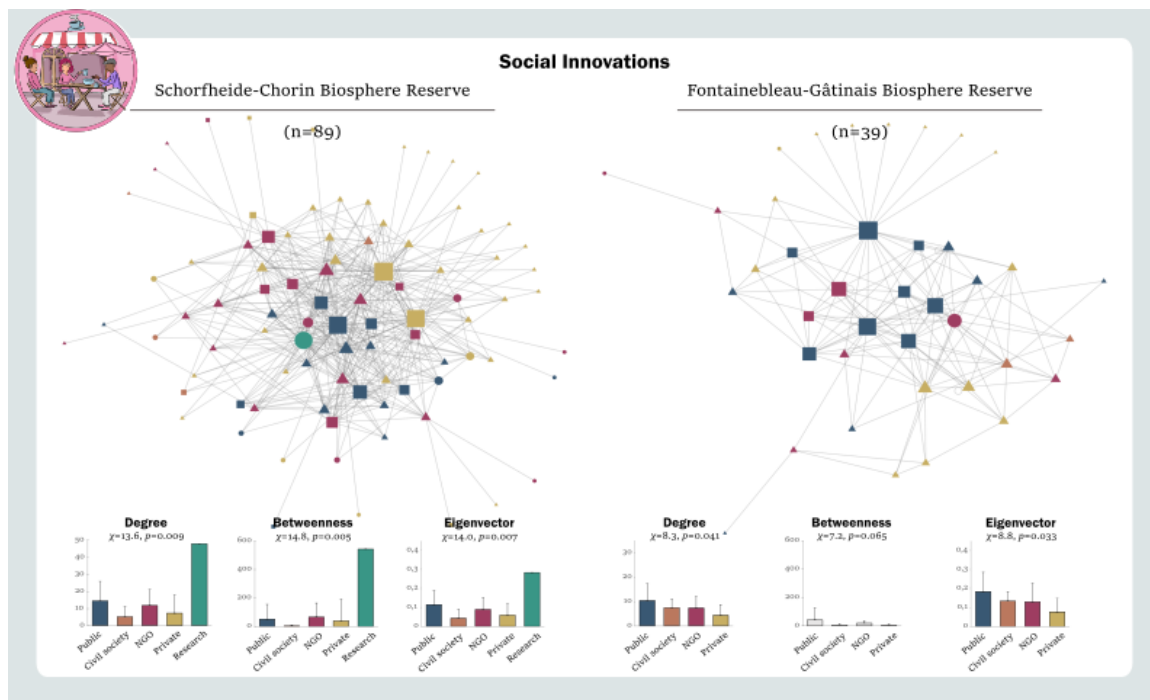 Social Innovations
Schorfheide-Chorin Biosphere Reserve
(n=89)
Fontainebleau-Gâtinais Biosphere Reserve
(n=39)
Degree
χ=13.6, p=0.009
50
40
30
20
10
0
Public
Civil society
NGO
Private
Research
Betweenness
χ=14.8, p=0.005
600
400
200
0
Public
Civil society
NGO
Private
Research
Eigenvector
χ=14.0, p=0.007
0,4
0,3
0,2
0,1
0
Public
Civil society
NGO
Private
Research
Degree
χ=8.3, p=0.041
30
20
10
0
Public
Civil society
NGO
Private
Betweenness
χ=7.2, p=0.065
600
400
200
0
Public
Civil society
NGO
Private
Eigenvector
χ=8.8, p=0.033
0,4
0,3
0,2
0,1
0
Public
Civil society
NGO
Private